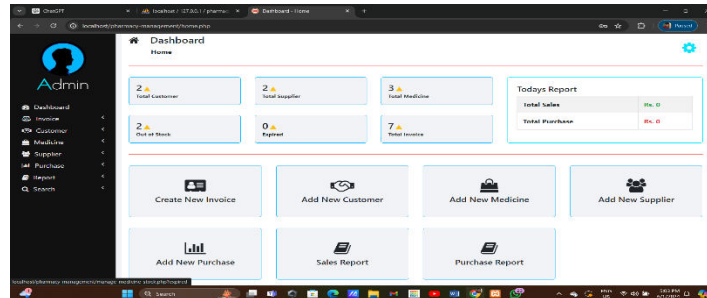 ChatGPT
localhost / 127.0.0.1 / pharmac
Dashboard - Home
localhost/pharmacy-management/home.php
Paused
Admin
Dashboard
Invoice
Customer
Medicine
Supplier
Purchase
Report
Search
Dashboard
Home
2
Total Customer
2
Total Supplier
3
Total Medicine
2
Out of Stock
0
Expired
7
Total Invoice
Todays Report
Total Sales Rs. 0
Total Purchase Rs. 0
Create New Invoice
Add New Customer
Add New Medicine
Add New Supplier
Add New Purchase
Sales Report
Purchase Report
Search